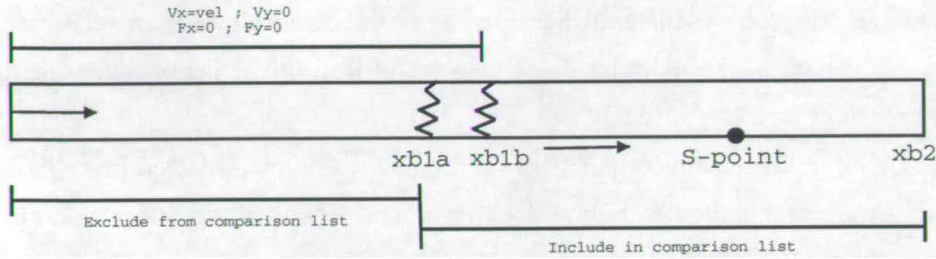 Vx=vel ; Vy=0
Fx=0 ; Fy=0
xb1a
xb1b
S-point
xb2
Exclude from comparison list
Include in comparison list